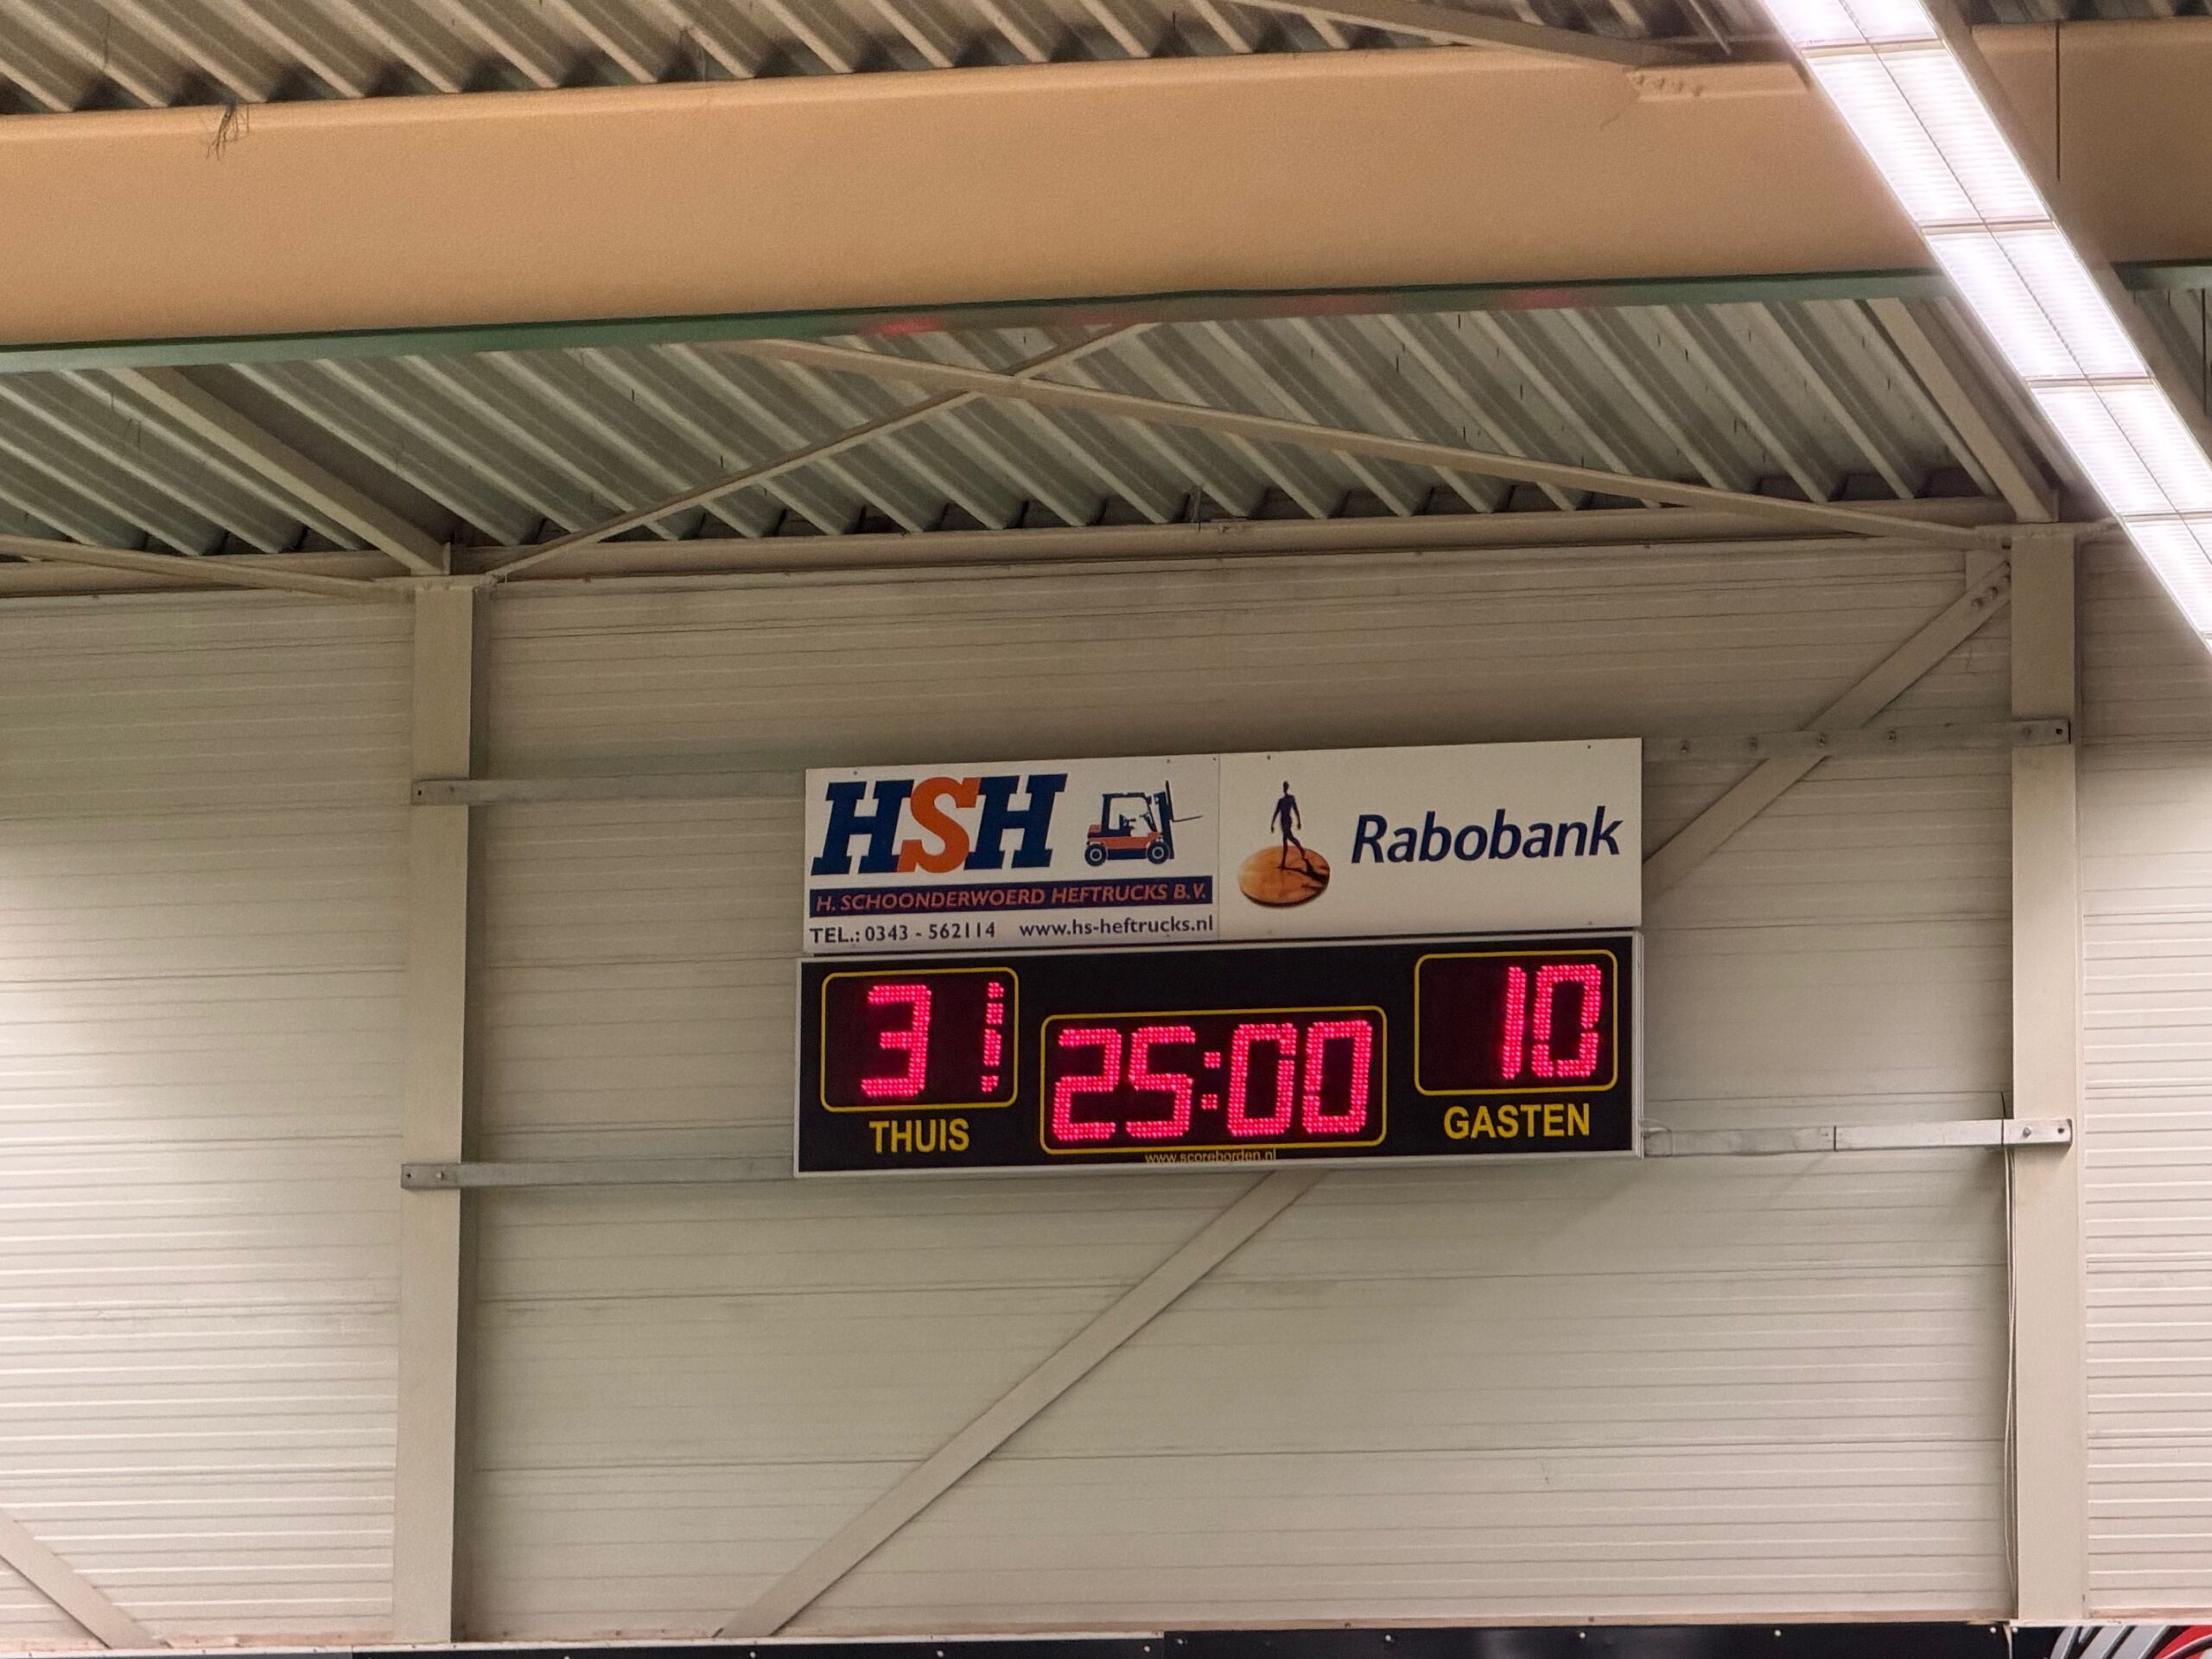 HSH
H. SCHOONDERWOERD HEFTRUCKS B.V.
TEL.: 0343 - 562114 www.hs-heftrucks.nl
Rabobank
31
THUIS
25:00
10
GASTEN
www.scoreborden.nl